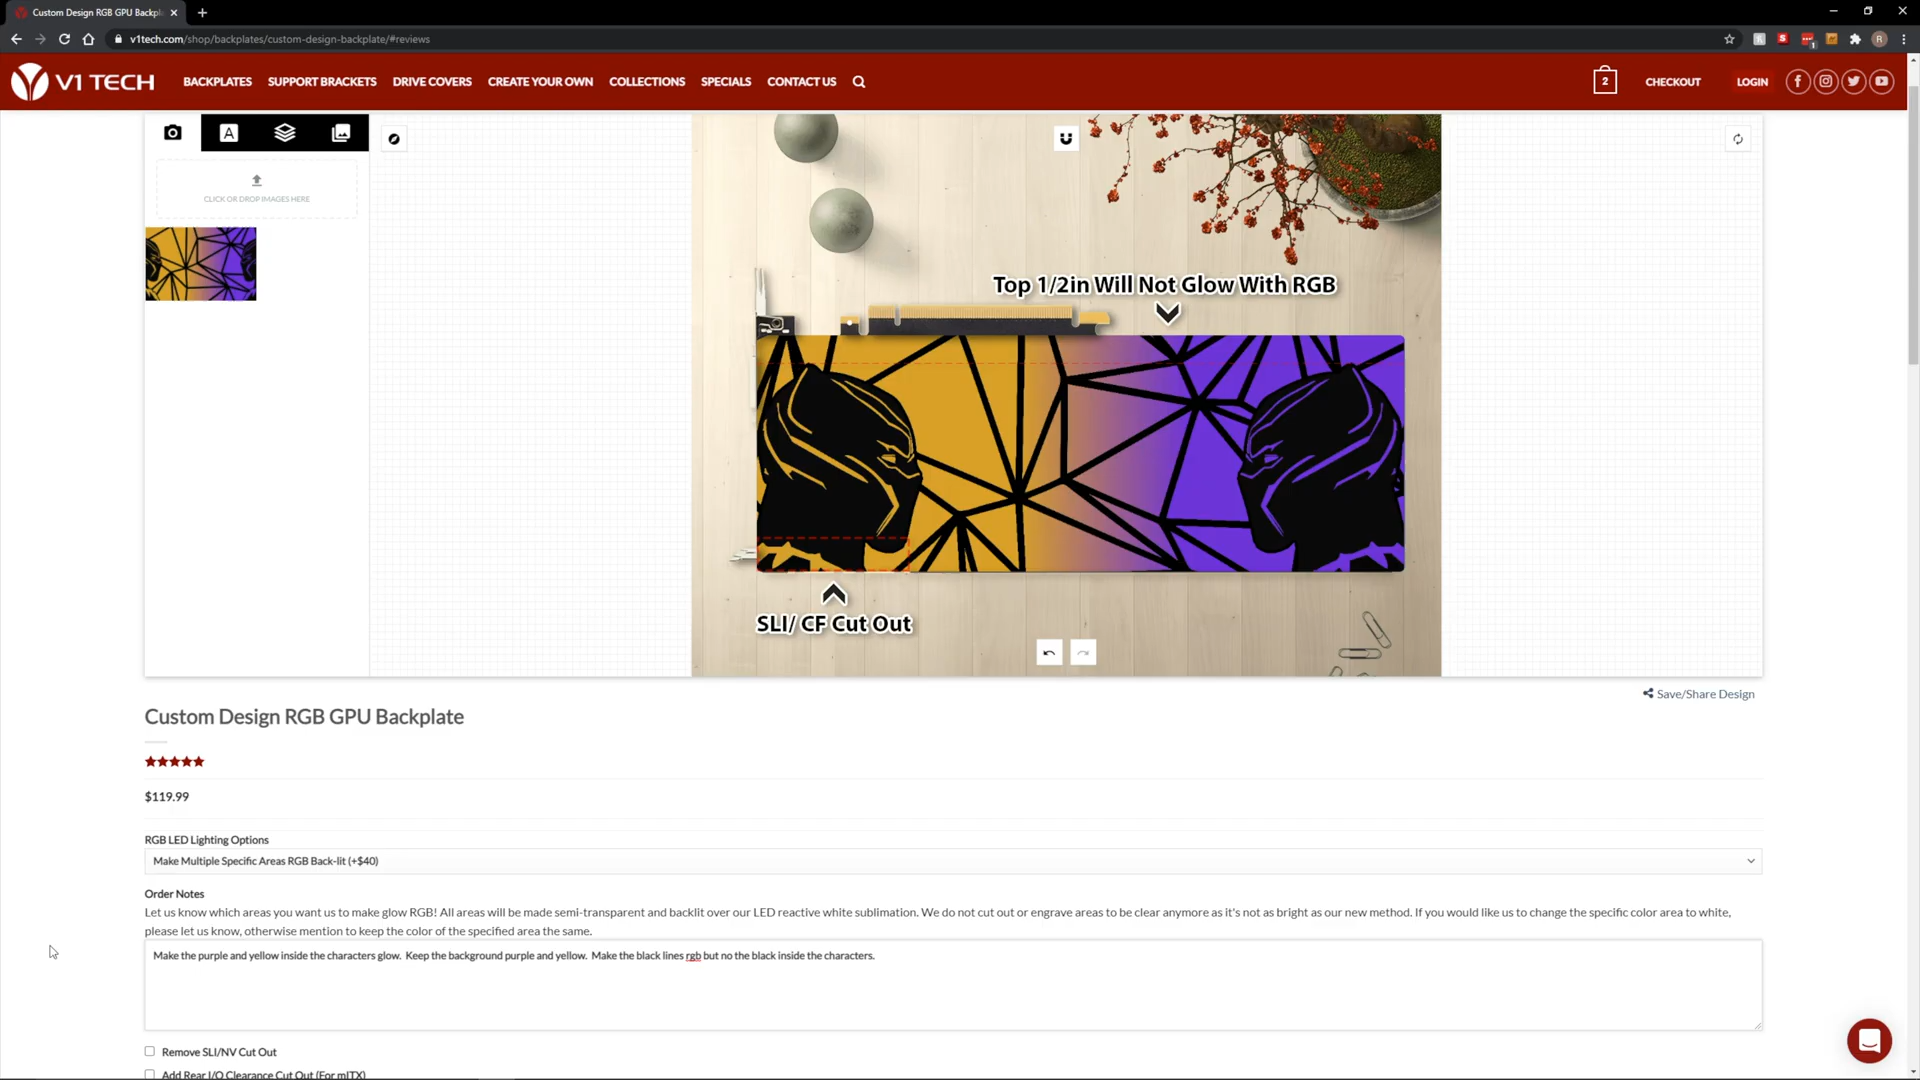 Custom Design RGB GPU Backpl
v1tech.com/shop/backplates/custom-design-backplate/#reviews
V1 TECH
BACKPLATES
SUPPORT BRACKETS
DRIVE COVERS
CREATE YOUR OWN
COLLECTIONS
SPECIALS
CONTACT US
2
CHECKOUT
LOGIN
A
CLICK OR DROP IMAGES HERE
Top 1/2in Will Not Glow With RGB
SLI/ CF Cut Out
Save/Share Design
Custom Design RGB GPU Backplate
$119.99
RGB LED Lighting Options
Make Multiple Specific Areas RGB Back-lit (+$40)
Order Notes
Let us know which areas you want us to make glow RGB! All areas will be made semi-transparent and backlit over our LED reactive white sublimation. We do not cut out or engrave areas to be clear anymore as it's not as bright as our new method. If you would like us to change the specific color area to white,
please let us know, otherwise mention to keep the color of the specified area the same.
Make the purple and yellow inside the characters glow. Keep the background purple and yellow. Make the black lines rgb but no the black inside the characters.
Remove SLI/NV Cut Out
Add Rear I/O Clearance Cut Out (For mITX)